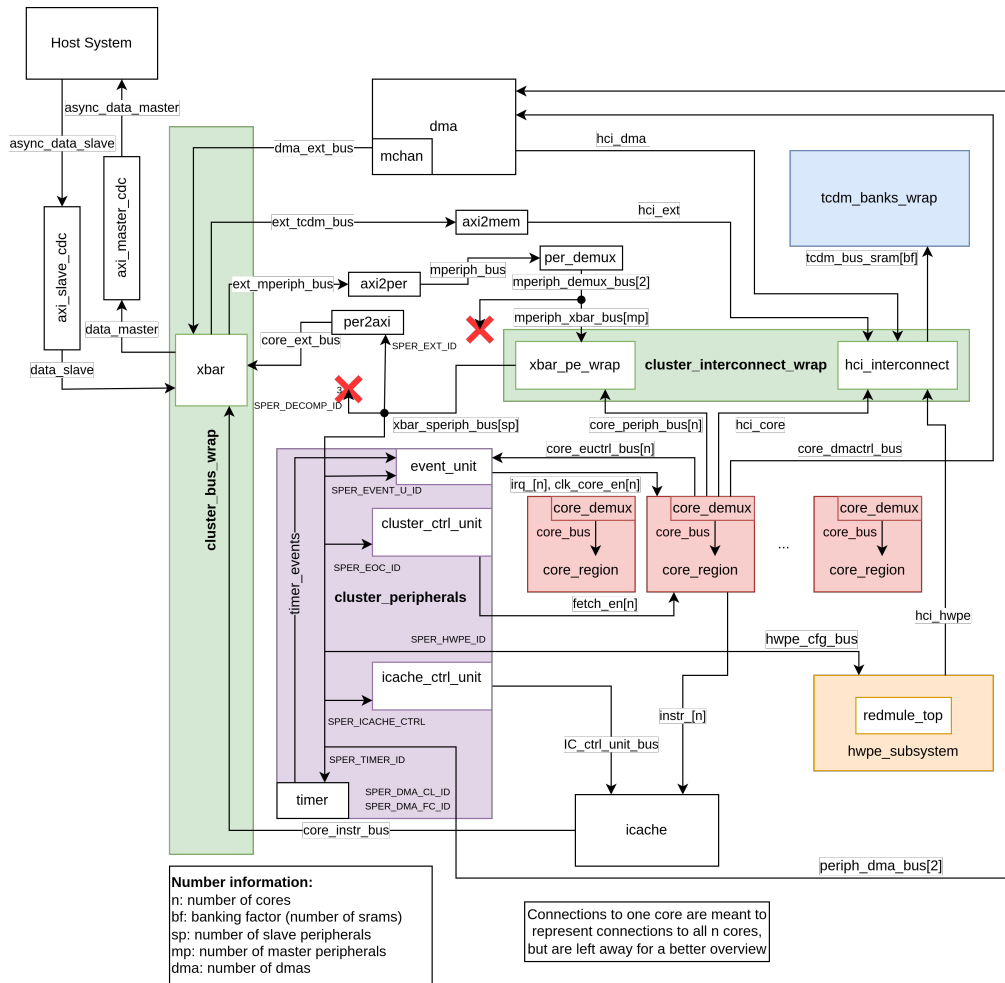 Host System
async_data_master
async_data_slave
axi_master_cdc
axi_slave_cdc
data_master
data_slave
dma
mchan
dma_ext_bus
hci_dma
tcdm_banks_wrap
tcdm_bus_sram[bf]
ext_tcdm_bus
axi2mem
hci_ext
per_demux
mperiph_bus
mperiph_demux_bus[2]
ext_mperiph_bus
axi2per
mperiph_xbar_bus[mp]
per2axi
core_ext_bus
SPER_EXT_ID
xbar
xbar_pe_wrap
cluster_interconnect_wrap
hci_interconnect
3
SPER_DECOMP_ID
xbar_speriph_bus[sp]
core_periph_bus[n]
hci_core
core_euctrl_bus[n]
core_dmactrl_bus
cluster_bus_wrap
event_unit
SPER_EVENT_U_ID
irq_[n], clk_core_en[n]
timer_events
cluster_ctrl_unit
SPER_EOC_ID
core_demux
core_bus
core_region
core_demux
core_bus
core_region
...
core_demux
core_bus
core_region
cluster_peripherals
fetch_en[n]
hci_hwpe
SPER_HWPE_ID
hwpe_cfg_bus
icache_ctrl_unit
SPER_ICACHE_CTRL
instr_[n]
redmule_top
hwpe_subsystem
IC_ctrl_unit_bus
SPER_TIMER_ID
timer
SPER_DMA_CL_ID
SPER_DMA_FC_ID
core_instr_bus
icache
periph_dma_bus[2]
Number information:
n: number of cores
bf: banking factor (number of srams)
sp: number of slave peripherals
mp: number of master peripherals
dma: number of dmas
Connections to one core are meant to
represent connections to all n cores,
but are left away for a better overview